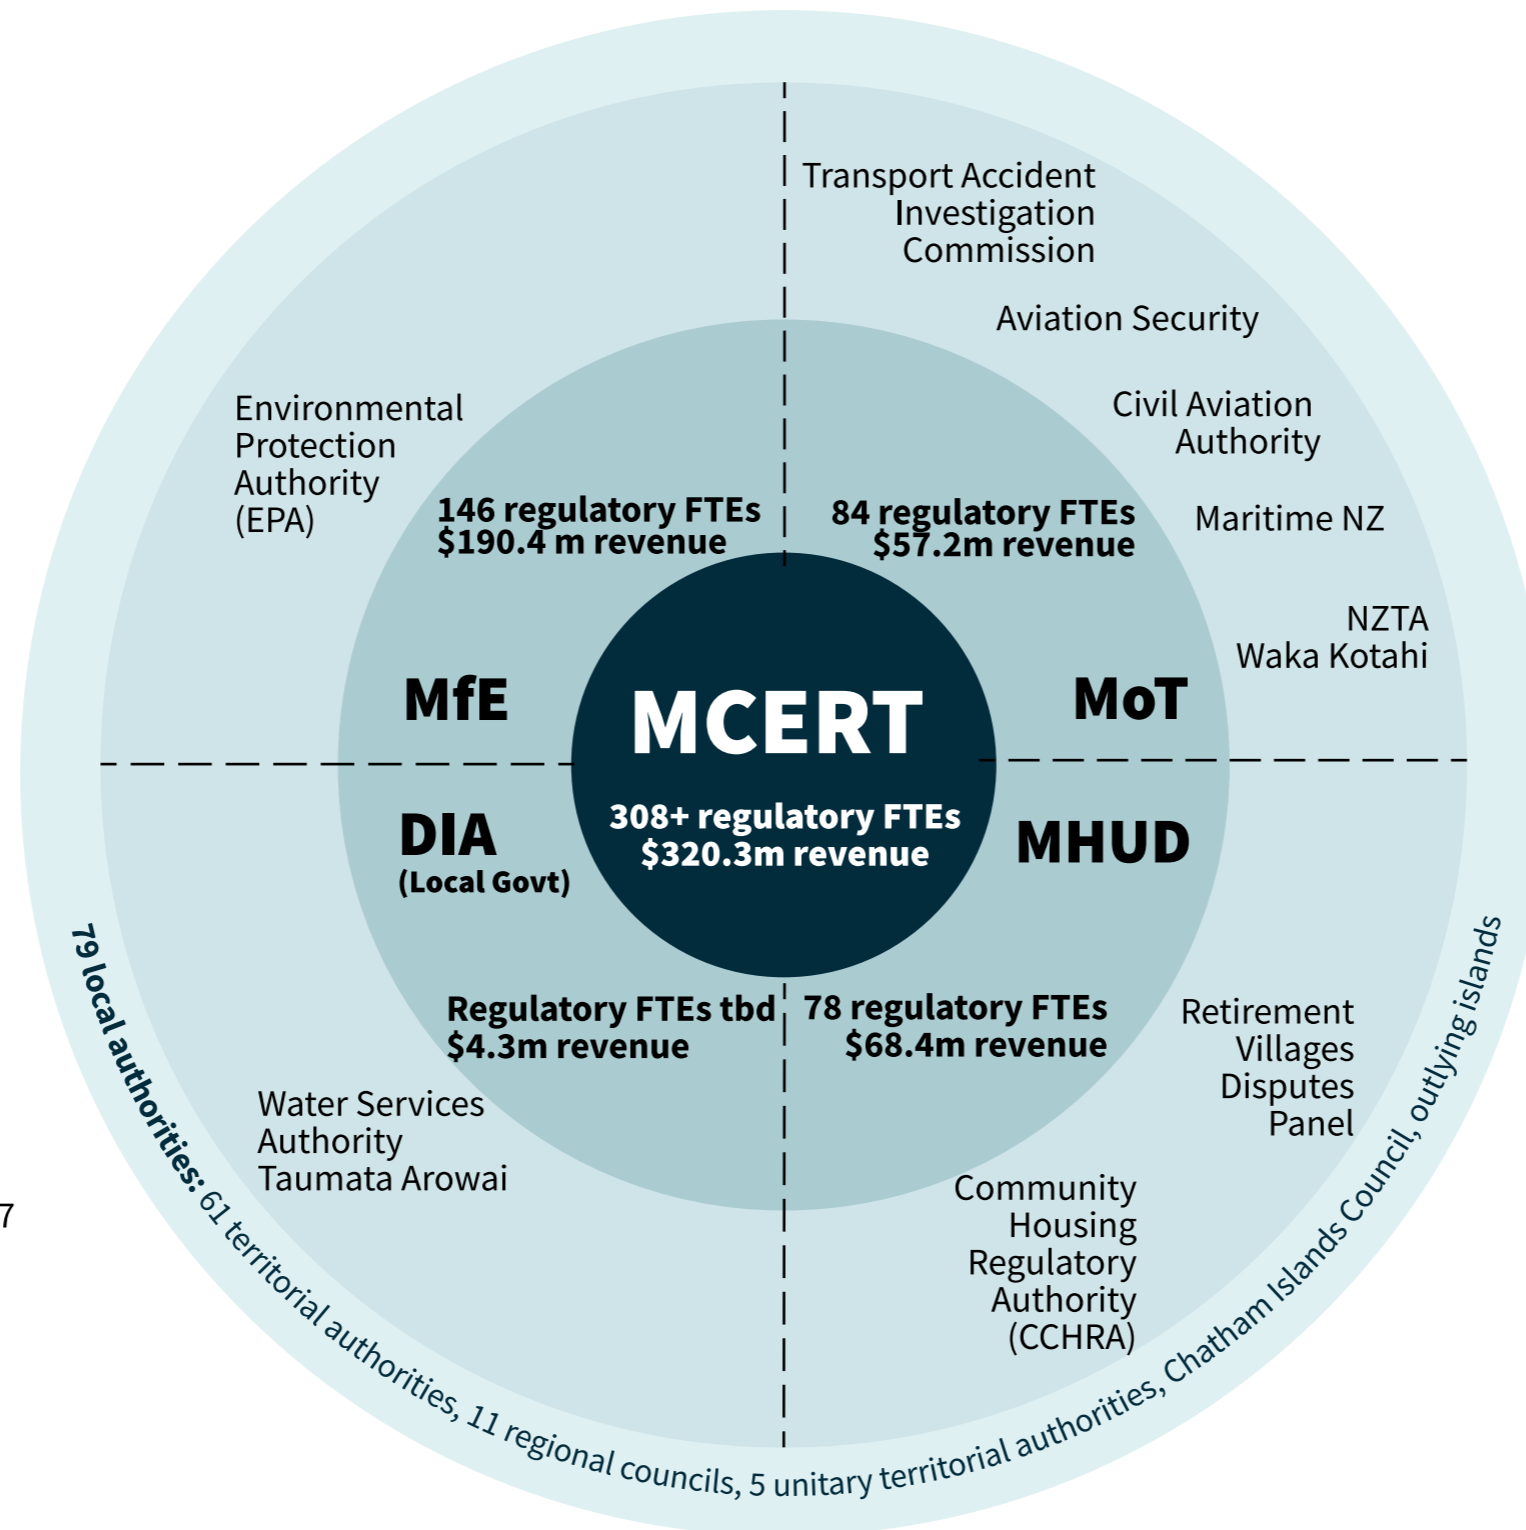 Transport Accident
Investigation
Commission
Aviation Security
Civil Aviation
Authority
Maritime NZ
NZTA
Waka Kotahi
Environmental
Protection
Authority
(EPA)
146 regulatory FTEs
$190.4 m revenue
84 regulatory FTEs
$57.2m revenue
MfE
MoT
MCERT
308+ regulatory FTEs
$320.3m revenue
DIA
(Local Govt)
MHUD
Regulatory FTEs tbd
$4.3m revenue
78 regulatory FTEs
$68.4m revenue
Water Services
Authority
Taumata Arowai
Retirement
Villages
Disputes
Panel
Community
Housing
Regulatory
Authority
(CCHRA)
79 local authorities: 61 territorial authorities, 11 regional councils, 5 unitary territorial authorities, Chatham Islands Council, outlying islands
7